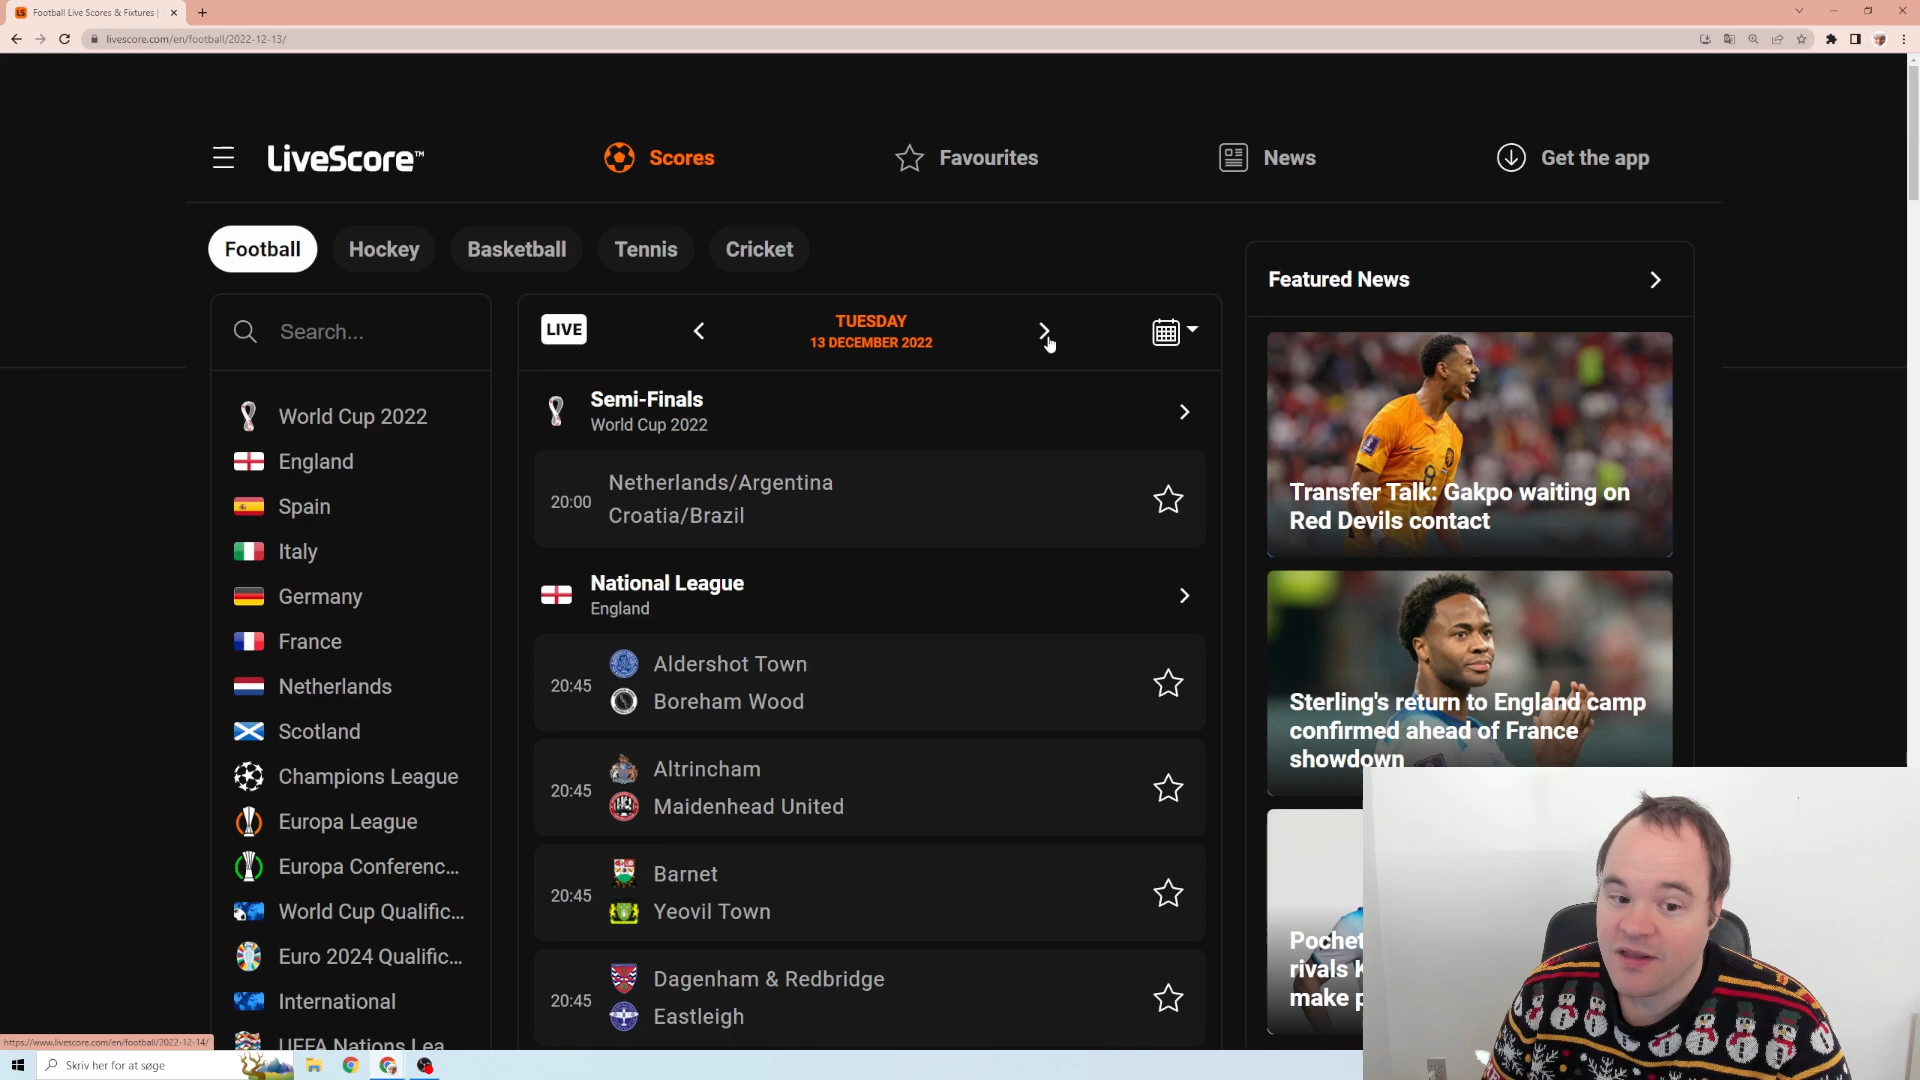 Football Live Scores & Fixtures |
livescore.com/en/football/2022-12-13/
LiveScore™
Scores
Favourites
News
Get the app
Football
Hockey
Basketball
Tennis
Cricket
Search...
World Cup 2022
England
Spain
Italy
Germany
France
Netherlands
Scotland
Champions League
Europa League
Europa Conferenc...
World Cup Qualific...
Euro 2024 Qualific...
International
UEFA Nations Lea
LIVE
TUESDAY
13 DECEMBER 2022
Semi-Finals
World Cup 2022
20:00
Netherlands/Argentina
Croatia/Brazil
National League
England
20:45
Aldershot Town
Boreham Wood
20:45
Altrincham
Maidenhead United
20:45
Barnet
Yeovil Town
20:45
Dagenham & Redbridge
Eastleigh
Featured News
Transfer Talk: Gakpo waiting on
Red Devils contact
Sterling's return to England camp
confirmed ahead of France
showdown
Pochet
rivals
make
https://www.livescore.com/en/football/2022-12-14/
Skriv her for at søge